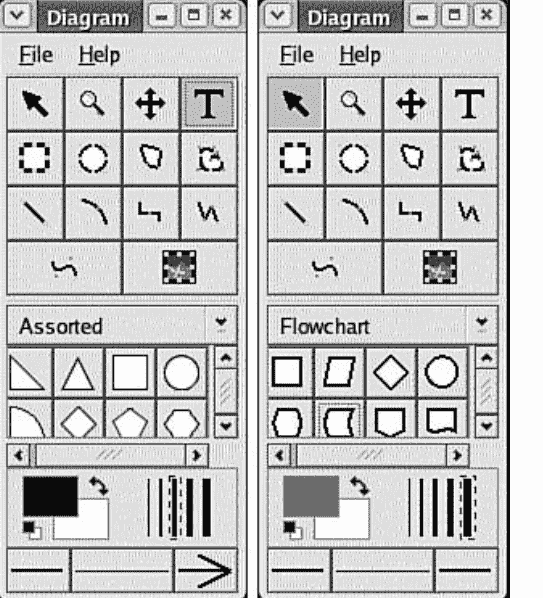 Diagram
File Help
T
Assorted
Diagram
File Help
T
Flowchart